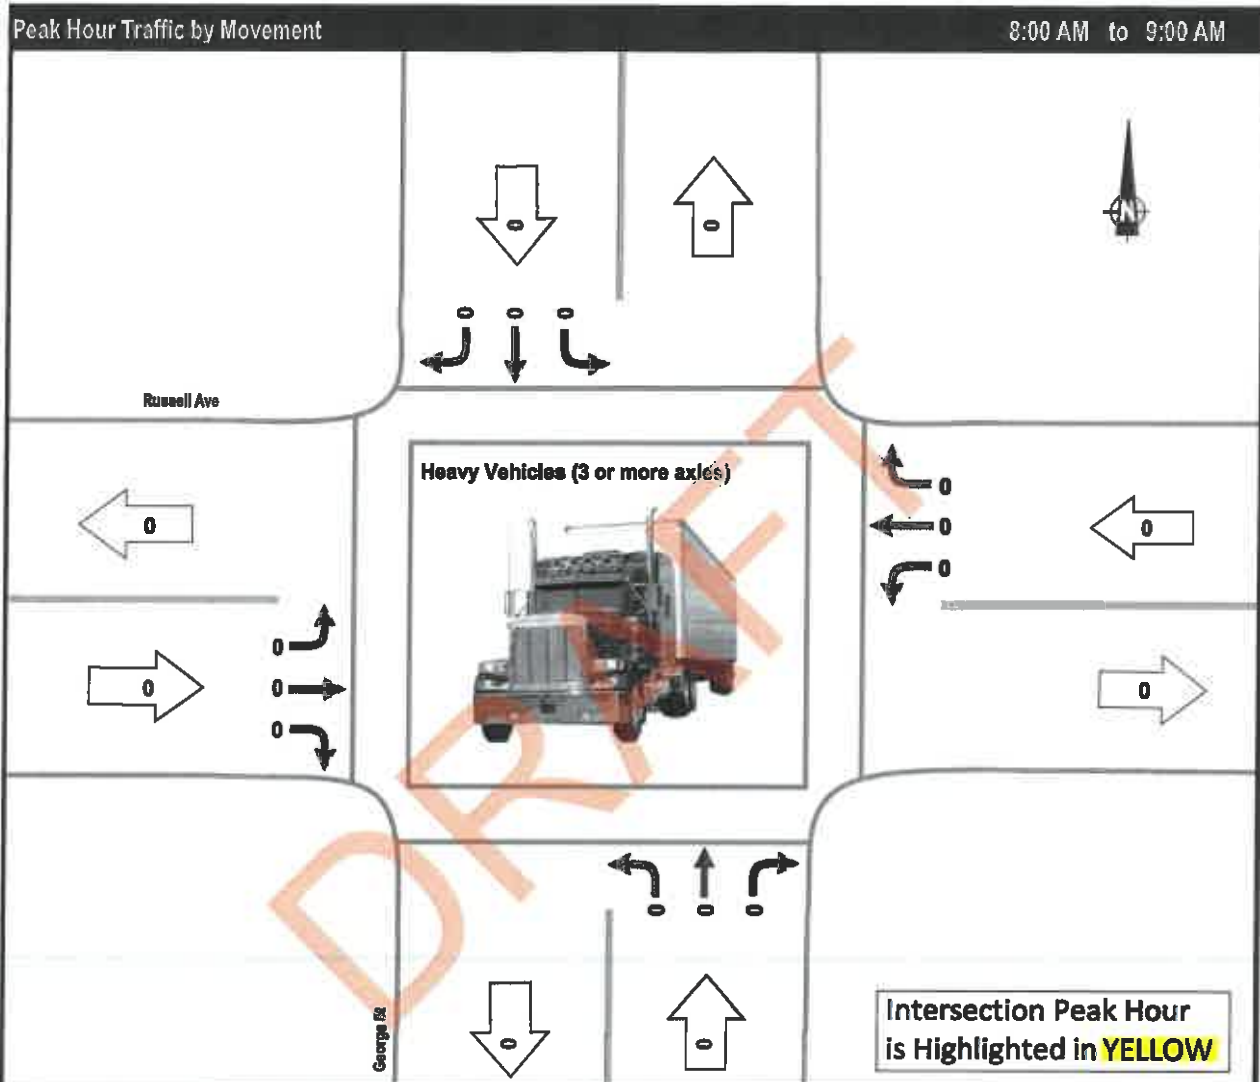 Peak Hour Traffic by Movement 8:00 AM to 9:00 AM
N
0 0
0 0 0
Russell Ave
Heavy Vehicles (3 or more axles)
0
0
0
0
0
0
0
0
0
0
DRAFT
0 0 0
George St
0 0
Intersection Peak Hour
is Highlighted in YELLOW